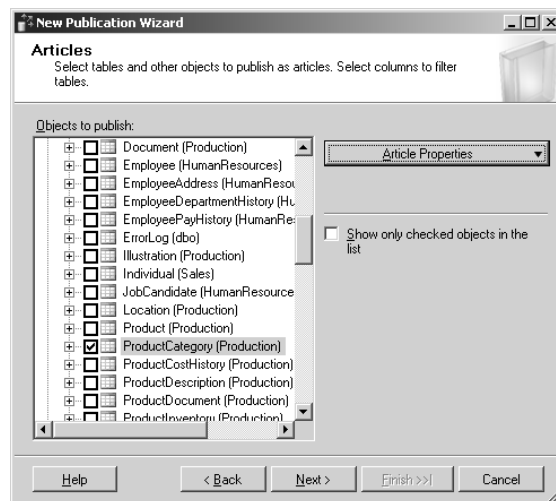 New Publication Wizard
Articles
Select tables and other objects to publish as articles. Select columns to filter
tables.
Objects to publish:
Document (Production)
Employee (HumanResources)
EmployeeAddress (HumanResou
EmployeeDepartmentHistory (Hu
EmployeePayHistory (HumanRe
ErrorLog (dbo)
Illustration (Production)
Individual (Sales)
JobCandidate (HumanResource
Location (Production)
Product (Production)
ProductCategory (Production)
ProductCostHistory (Production)
ProductDescription (Production)
ProductDocument (Production)
ProductInventory (Production)
Article Properties
Show only checked objects in the
list
Help
< Back
Next >
Finish >>|
Cancel